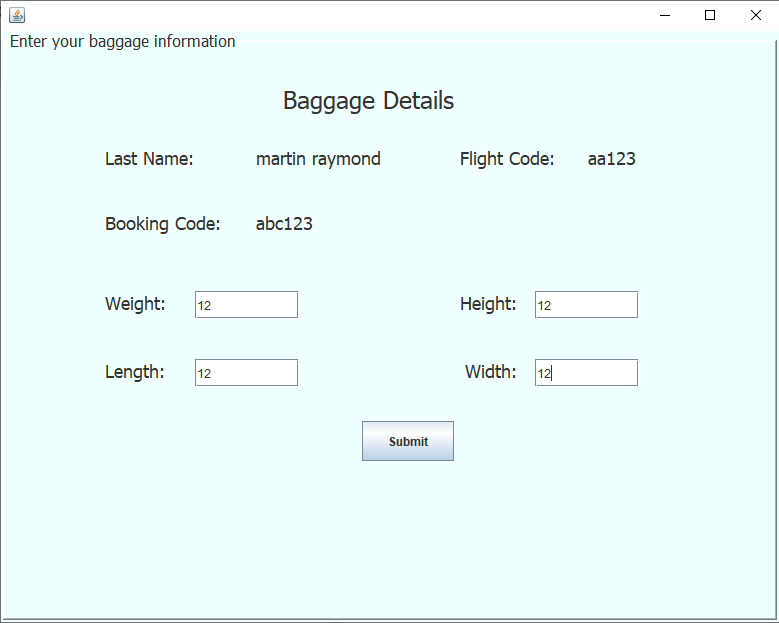 Enter your baggage information
Baggage Details
Last Name: martin raymond Flight Code: aa123
Booking Code: abc123
Weight: 12 Height: 12
Length: 12 Width: 12
Submit